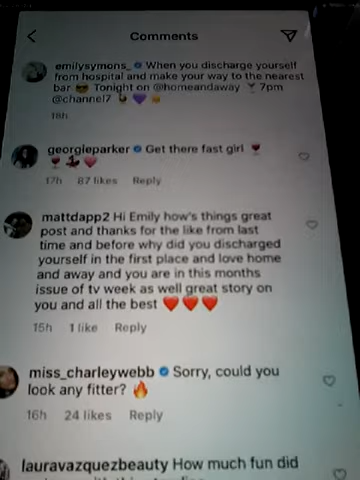 Comments
emilysymons_ When you discharge yourself
from hospital and make your way to the nearest
bar 😎 Tonight on @homeandaway 🍸 7pm
@channel7 💜
18h
georgieparker Get there fast girl 🍷
🍷💃💗
17h 87 likes Reply
mattdapp2 Hi Emily how's things great
post and thanks for the like from last
time and before why did you discharged
yourself in the first place and love home
and away and you are in this months
issue of tv week as well great story on
you and all the best ❤️❤️❤️
15h 1 like Reply
miss_charleywebb Sorry, could you
look any fitter? 🔥
16h 24 likes Reply
lauravazquezbeauty How much fun did